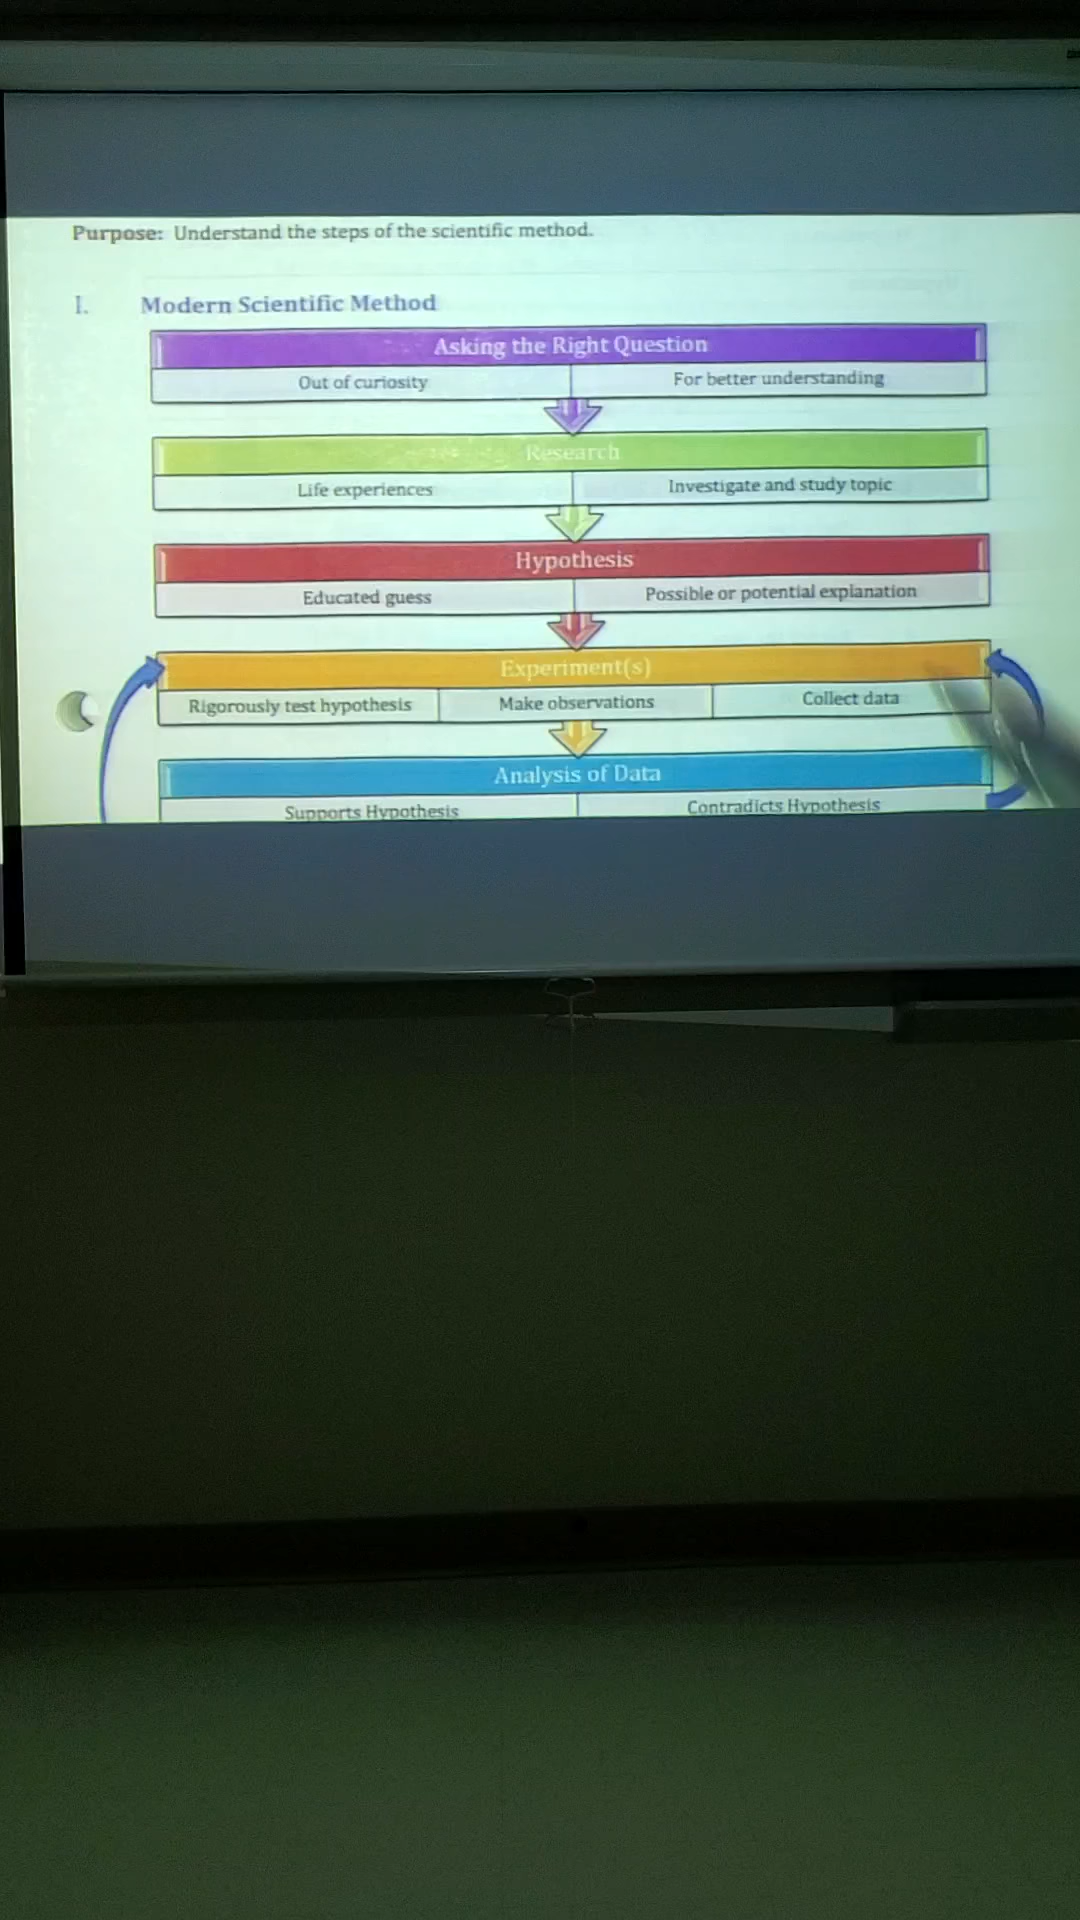 Purpose: Understand the steps of the scientific method.
I. Modern Scientific Method
Asking the Right Question
Out of curiosity For better understanding
Research
Life experiences Investigate and study topic
Hypothesis
Educated guess Possible or potential explanation
Experiment(s)
Rigorously test hypothesis Make observations Collect data
Analysis of Data
Supports Hypothesis Contradicts Hypothesis